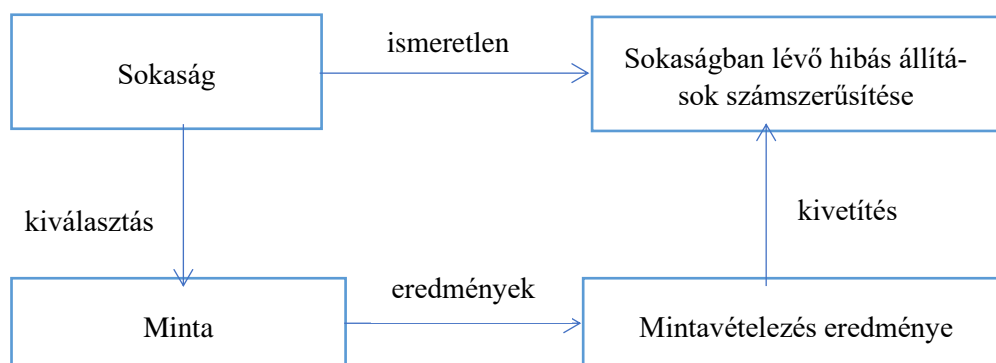 ismeretlen
Sokaság
Sokaságban lévő hibás állítá-
sok számszerűsítése
kiválasztás
kivetítés
eredmények
Minta
Mintavételezés eredménye